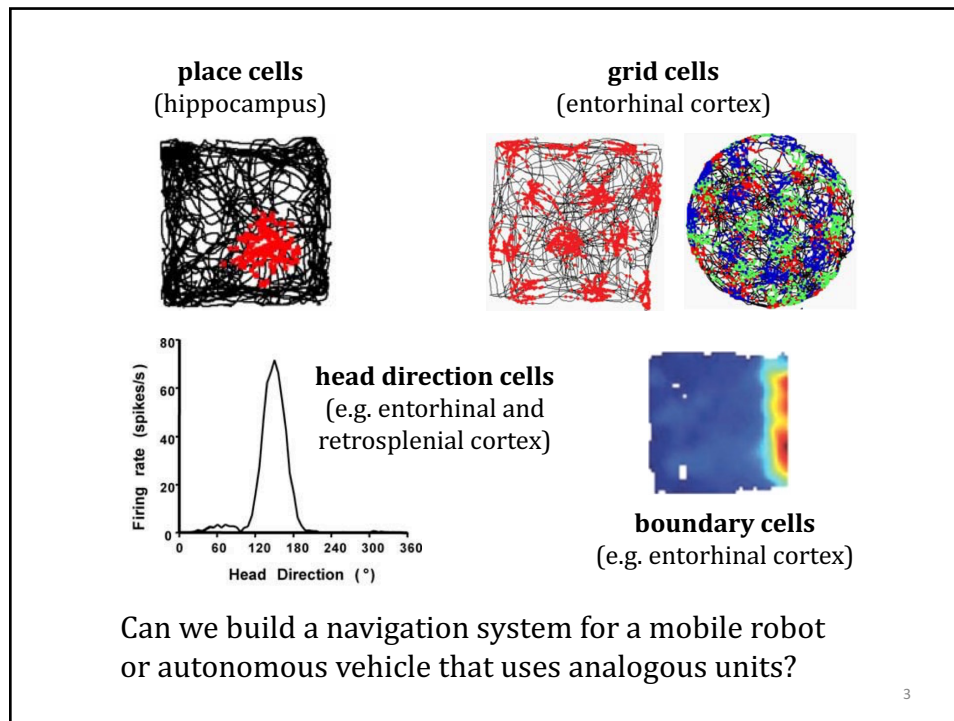 place cells
(hippocampus)
grid cells
(entorhinal cortex)
80
60
40
20
0
Firing rate (spikes/s)
0 60 120 180 240 300 360
Head Direction (°)
head direction cells
(e.g. entorhinal and
retrosplenial cortex)
boundary cells
(e.g. entorhinal cortex)
Can we build a navigation system for a mobile robot
or autonomous vehicle that uses analogous units?
3